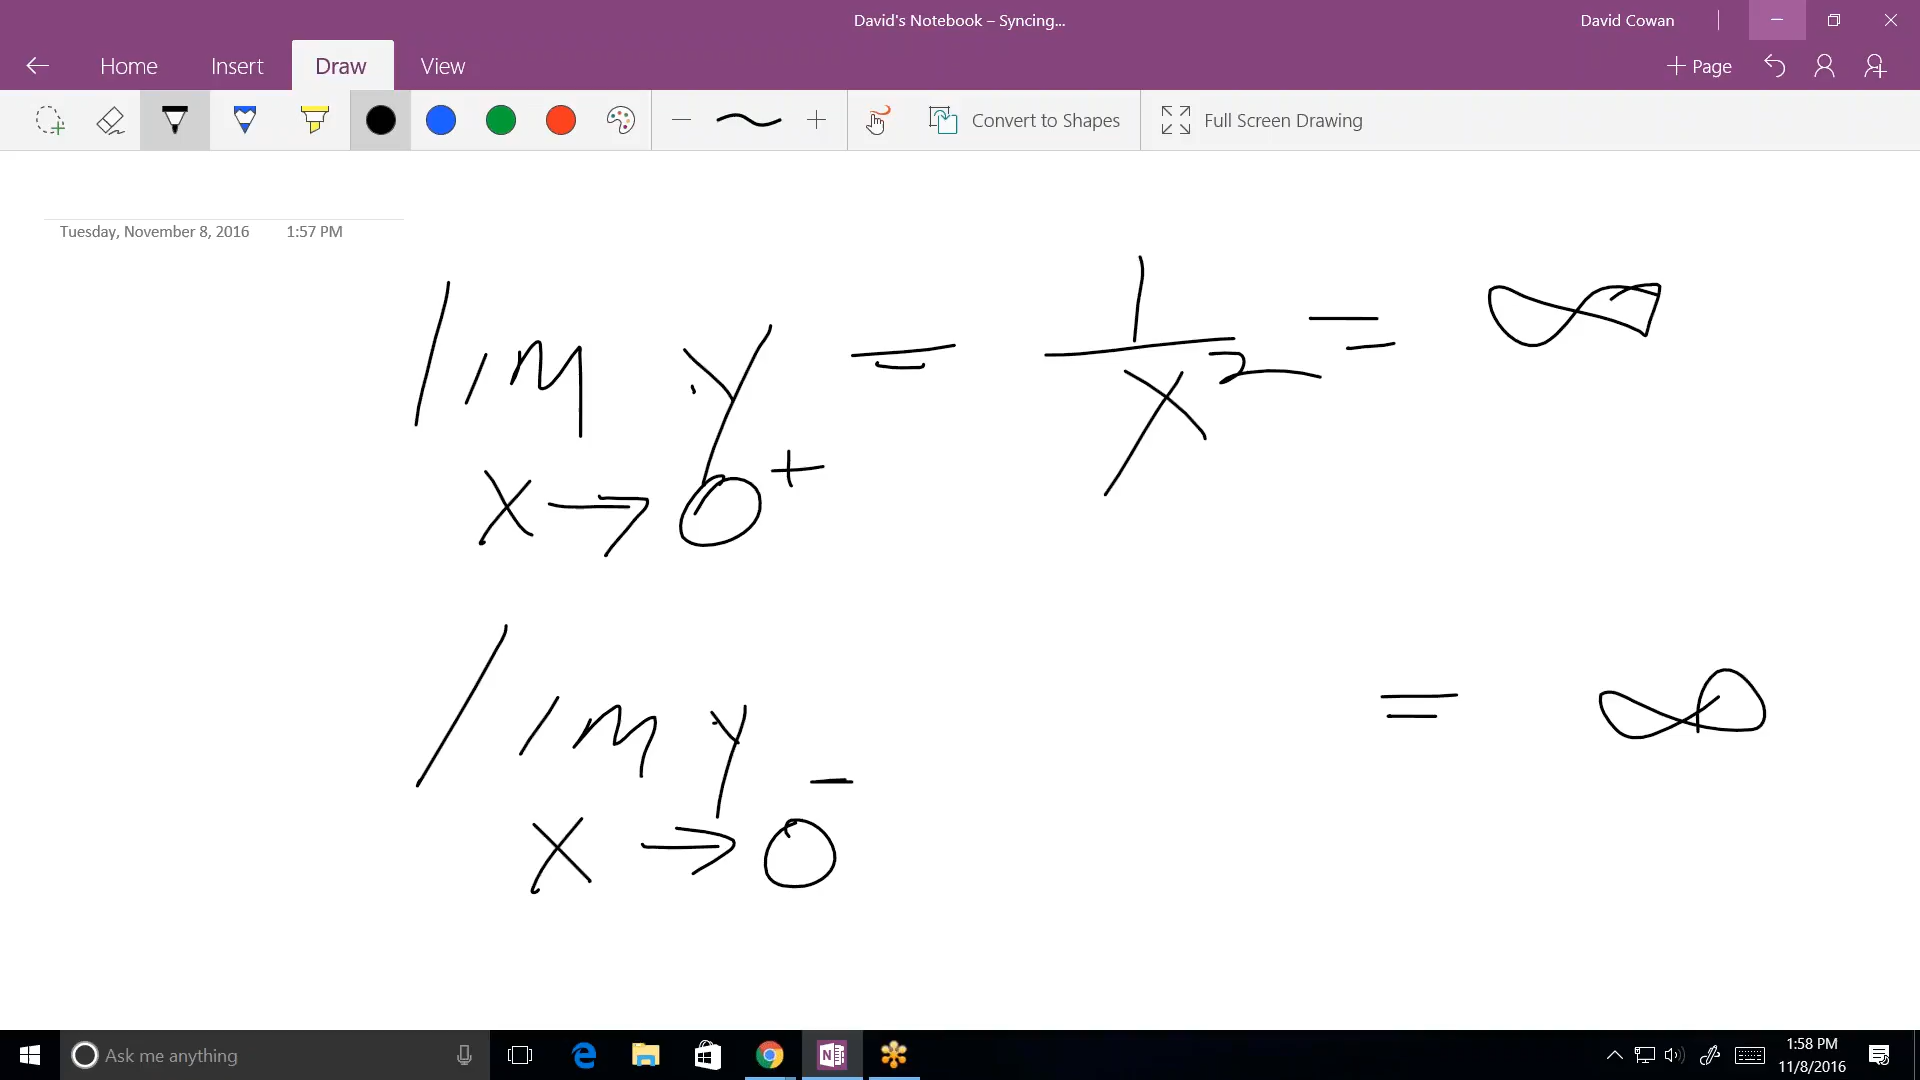 David's Notebook – Syncing...
David Cowan
Home Insert Draw View
Page
Convert to Shapes
Full Screen Drawing
Tuesday, November 8, 2016 1:57 PM
lim y = 1/x² = ∞
x → 0⁺
lim y = ∞
x → 0⁻
Ask me anything
N
1:58 PM
11/8/2016